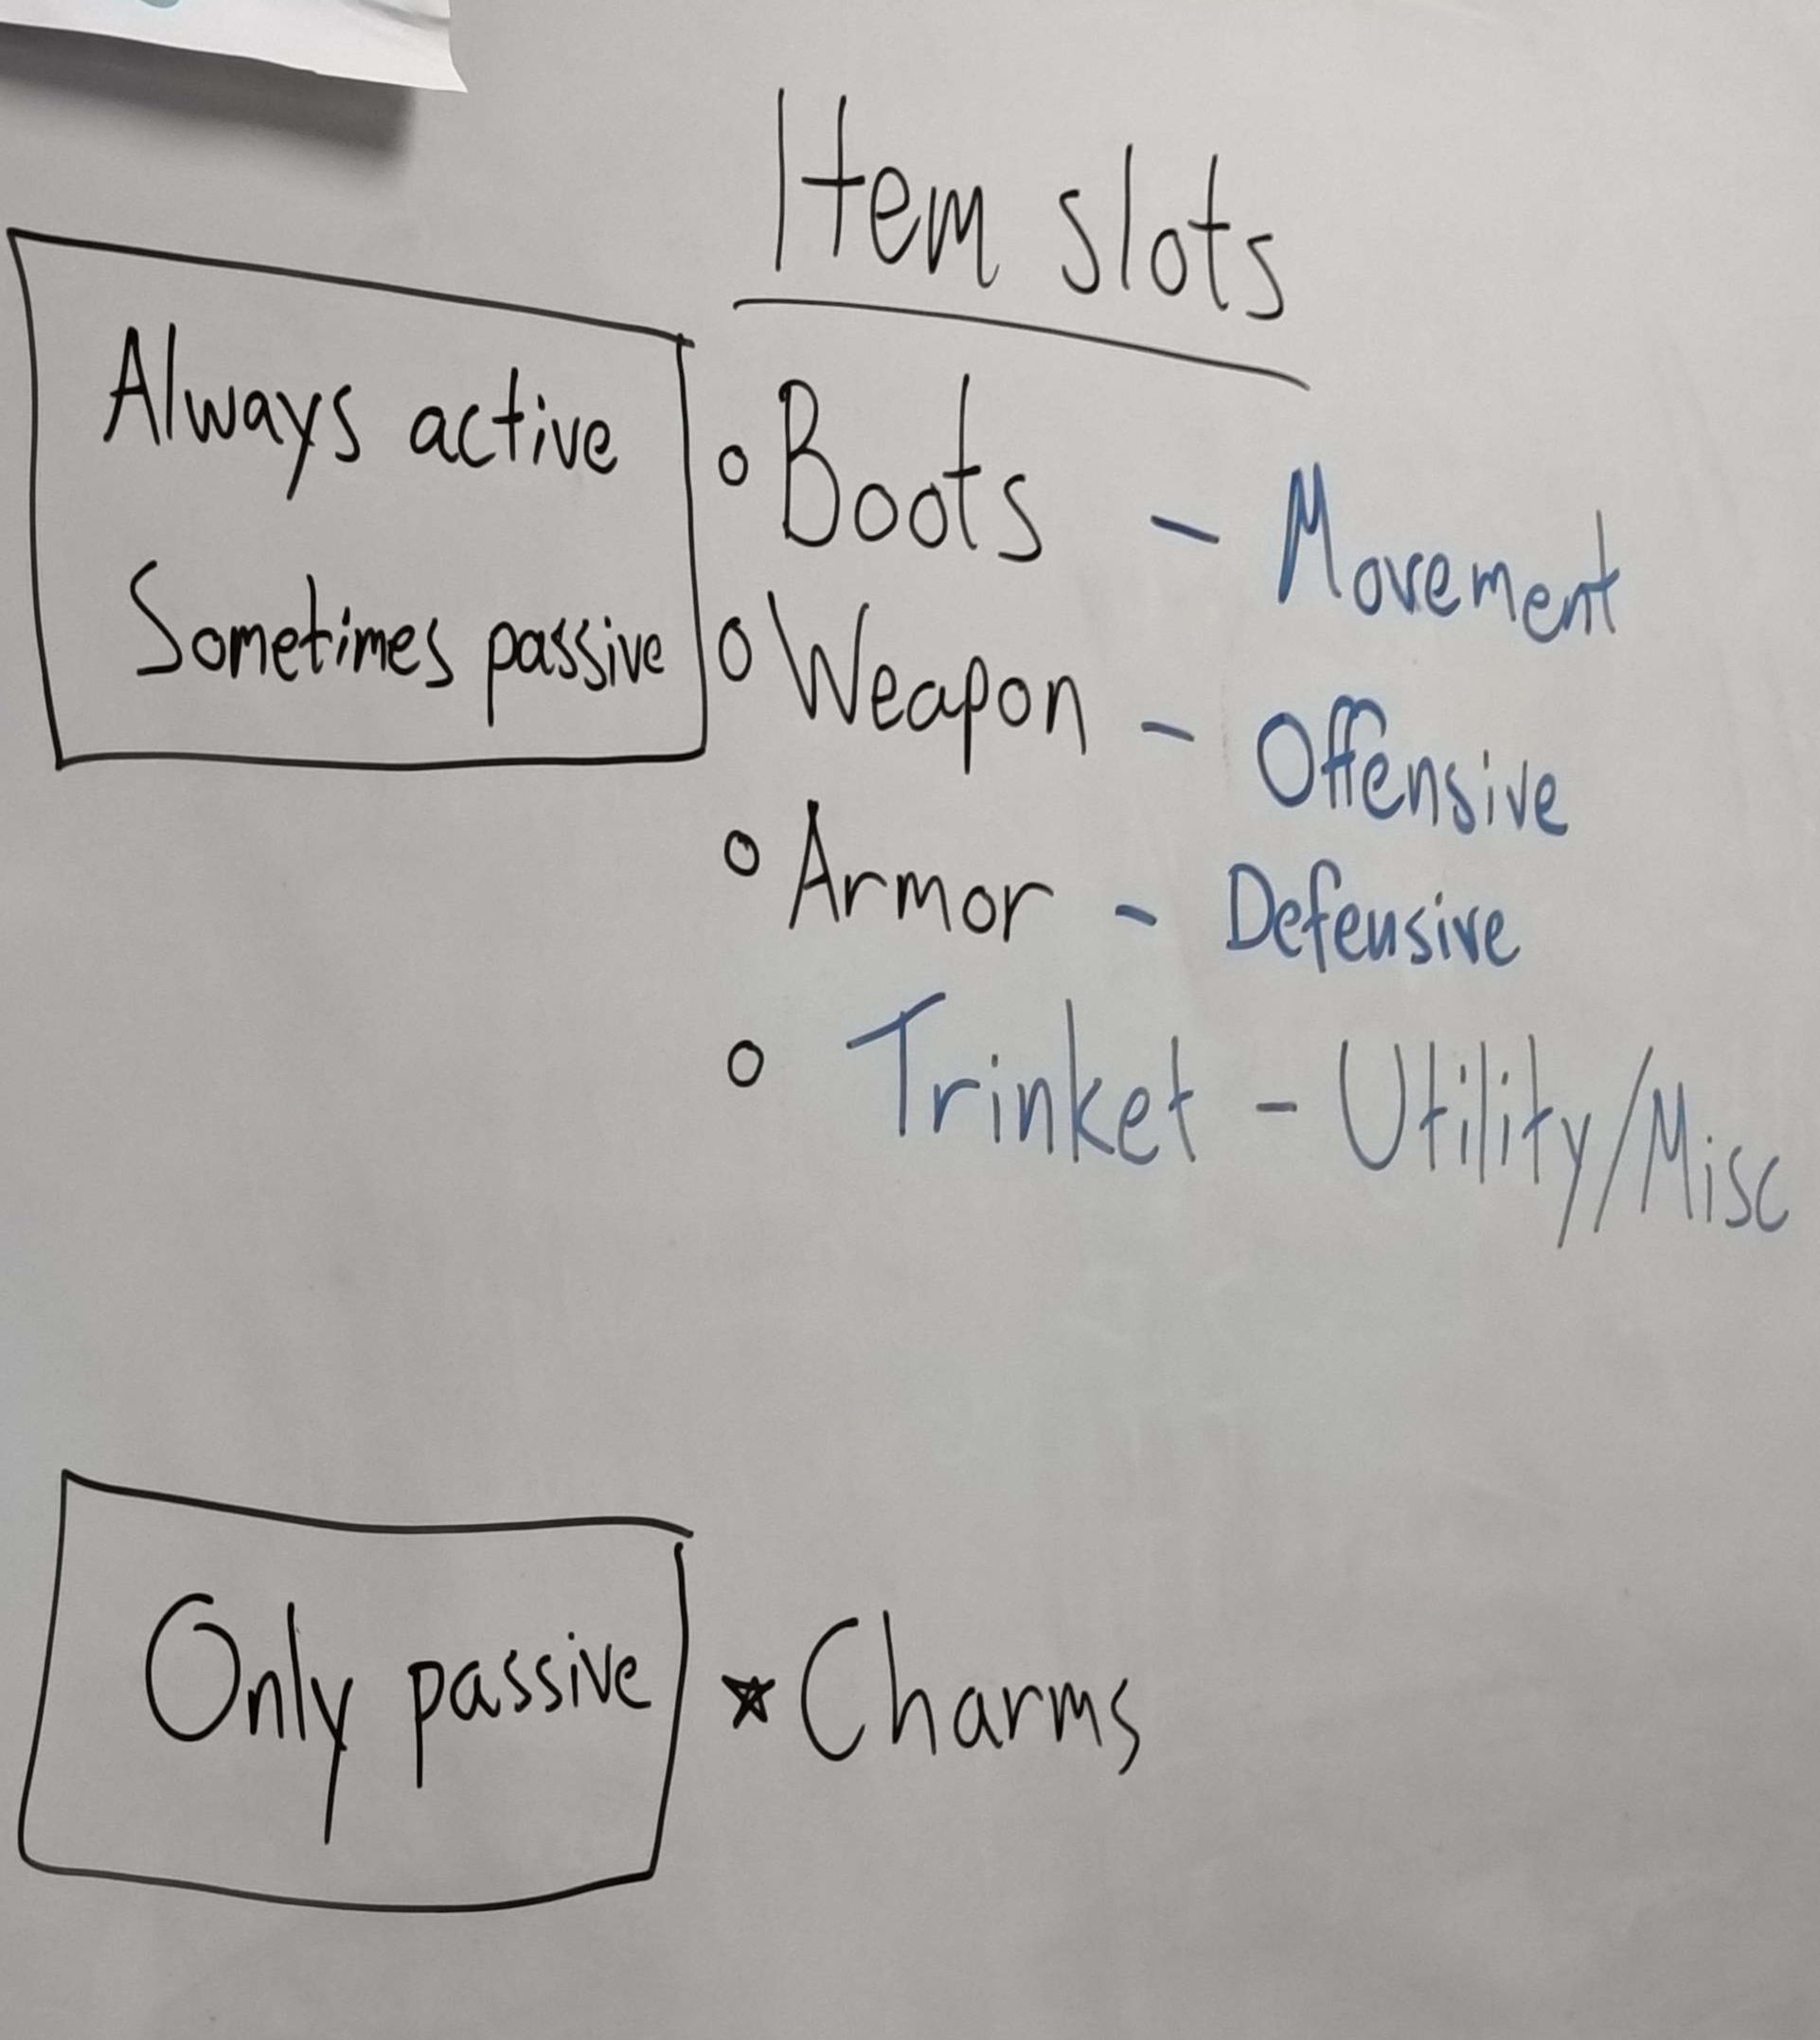 Item slots
Always active
Sometimes passive
o Boots - Movement
o Weapon - Offensive
o Armor - Defensive
o Trinket - Utility/Misc
Only passive
★ Charms